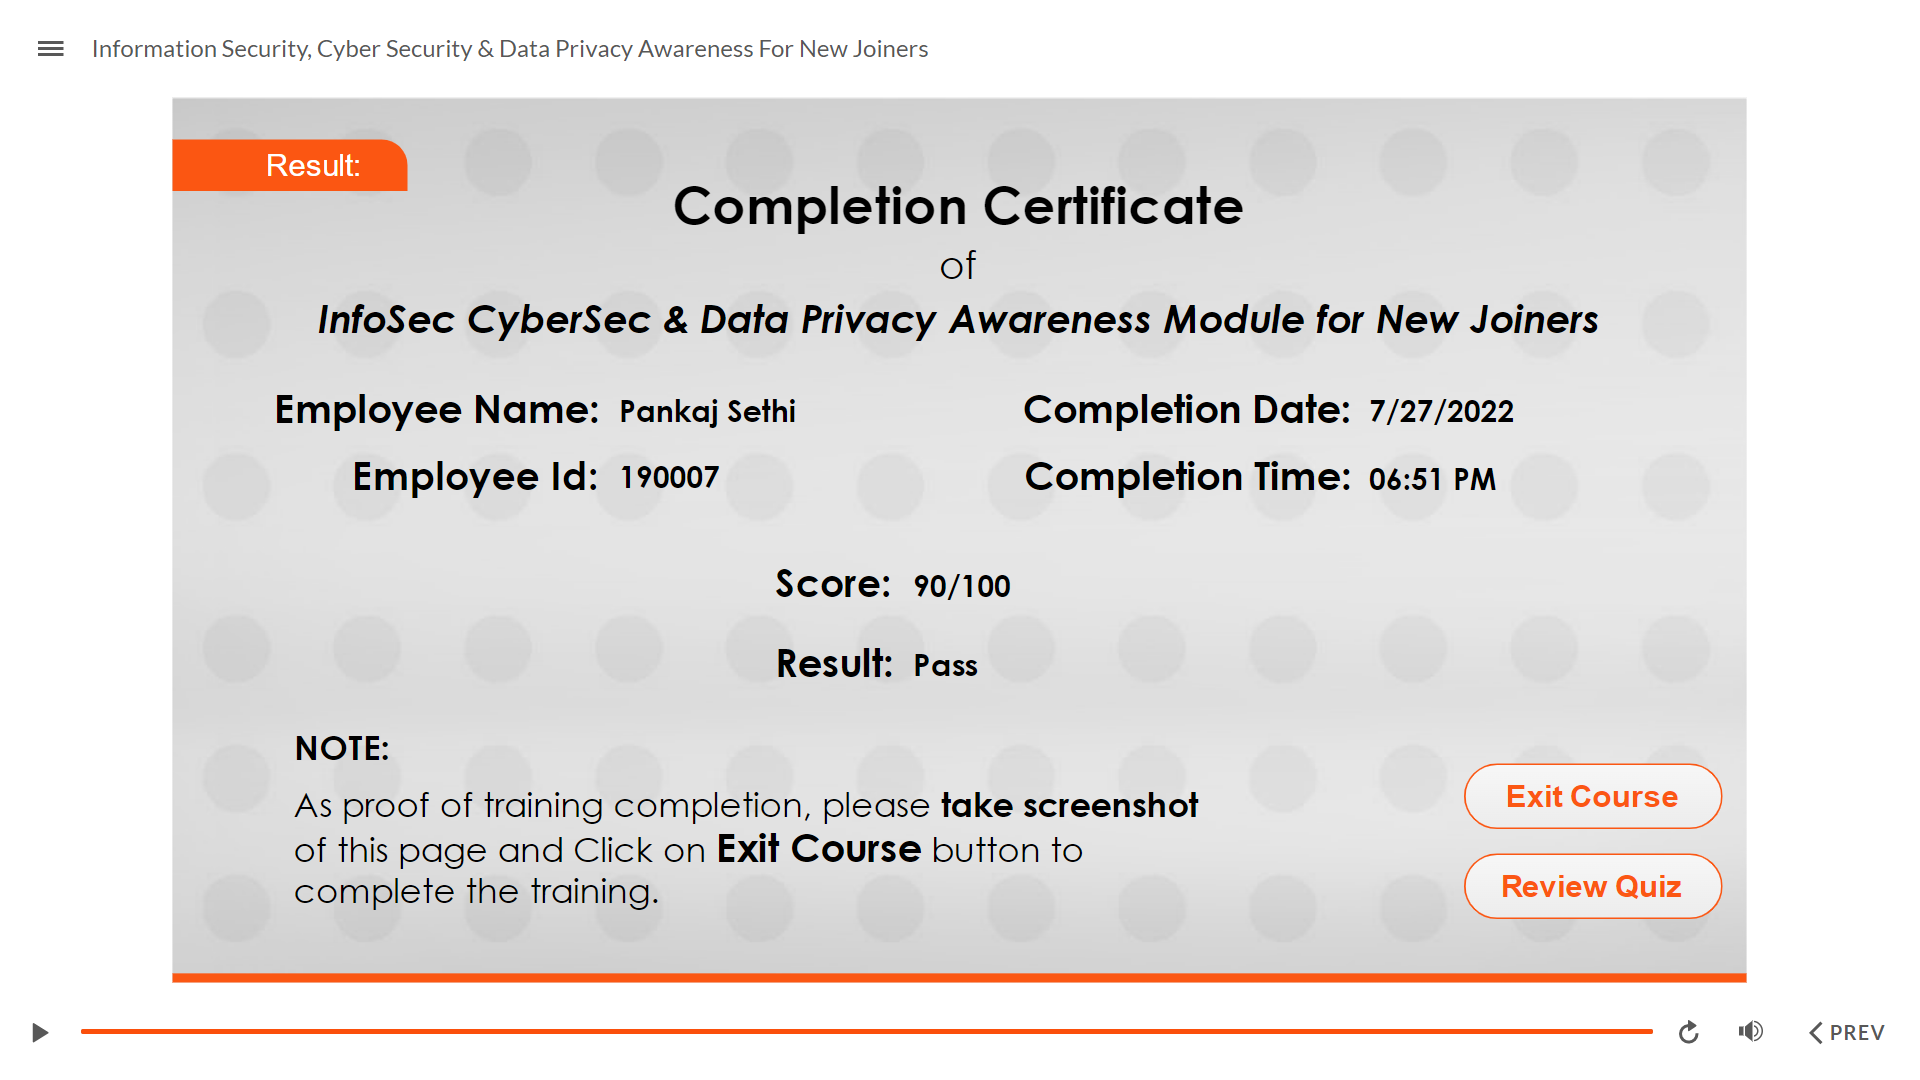 Information Security, Cyber Security & Data Privacy Awareness For New Joiners
Result:
Completion Certificate
of
InfoSec CyberSec & Data Privacy Awareness Module for New Joiners
Employee Name: Pankaj Sethi
Completion Date: 7/27/2022
Employee Id: 190007
Completion Time: 06:51 PM
Score: 90/100
Result: Pass
NOTE:
As proof of training completion, please take screenshot
of this page and Click on Exit Course button to
complete the training.
Exit Course
Review Quiz
PREV